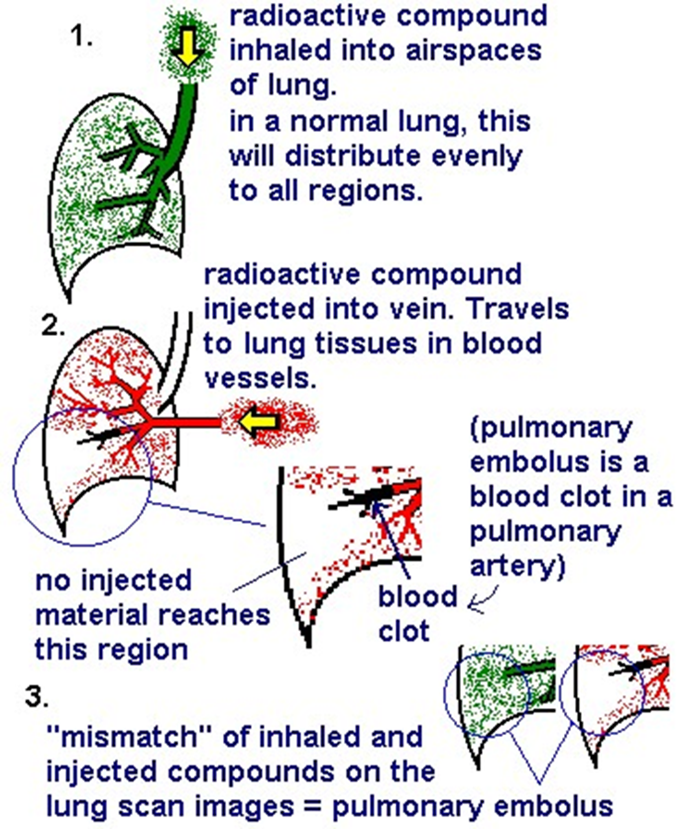 1.
radioactive compound
inhaled into airspaces
of lung.
in a normal lung, this
will distribute evenly
to all regions.
2.
radioactive compound
injected into vein. Travels
to lung tissues in blood
vessels.
(pulmonary
embolus is a
blood clot in a
pulmonary
artery)
no injected
material reaches
this region
blood
clot
3.
"mismatch" of inhaled and
injected compounds on the
lung scan images = pulmonary embolus